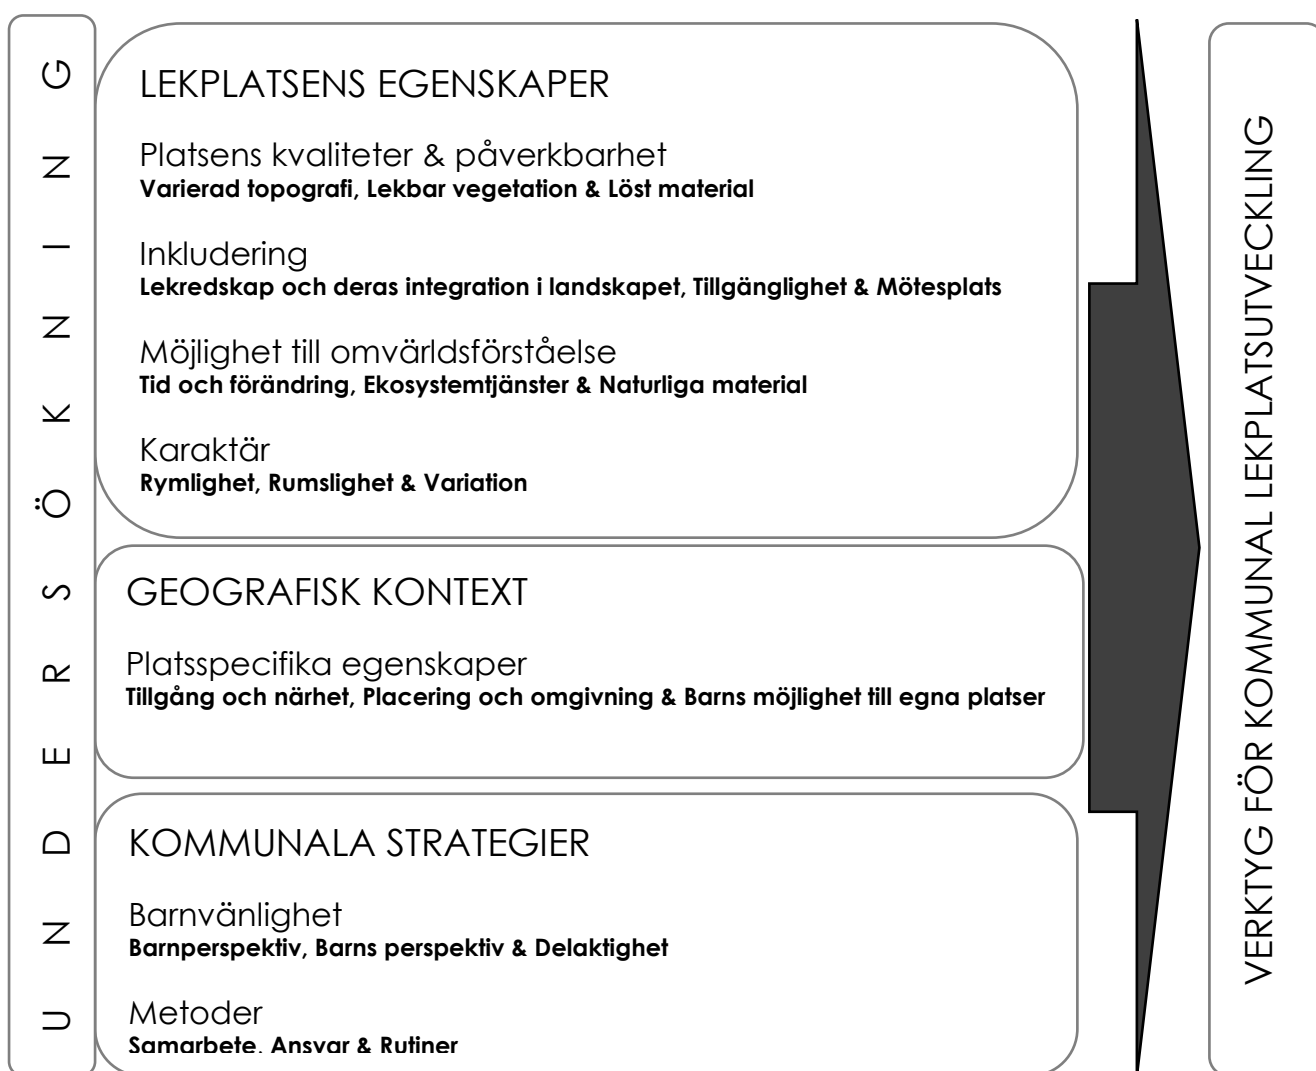 UNDERSÖKNING
LEKPLATSENS EGENSKAPER
Platsens kvaliteter & påverkbarhet
Varierad topografi, Lekbar vegetation & Löst material
Inkludering
Lekredskap och deras integration i landskapet, Tillgänglighet & Mötesplats
Möjlighet till omvärldsförståelse
Tid och förändring, Ekosystemtjänster & Naturliga material
Karaktär
Rymlighet, Rumslighet & Variation
GEOGRAFISK KONTEXT
Platsspecifika egenskaper
Tillgång och närhet, Placering och omgivning & Barns möjlighet till egna platser
KOMMUNALA STRATEGIER
Barnvänlighet
Barnperspektiv, Barns perspektiv & Delaktighet
Metoder
Samarbete, Ansvar & Rutiner
VERKTYG FÖR KOMMUNAL LEKPLATSUTVECKLING